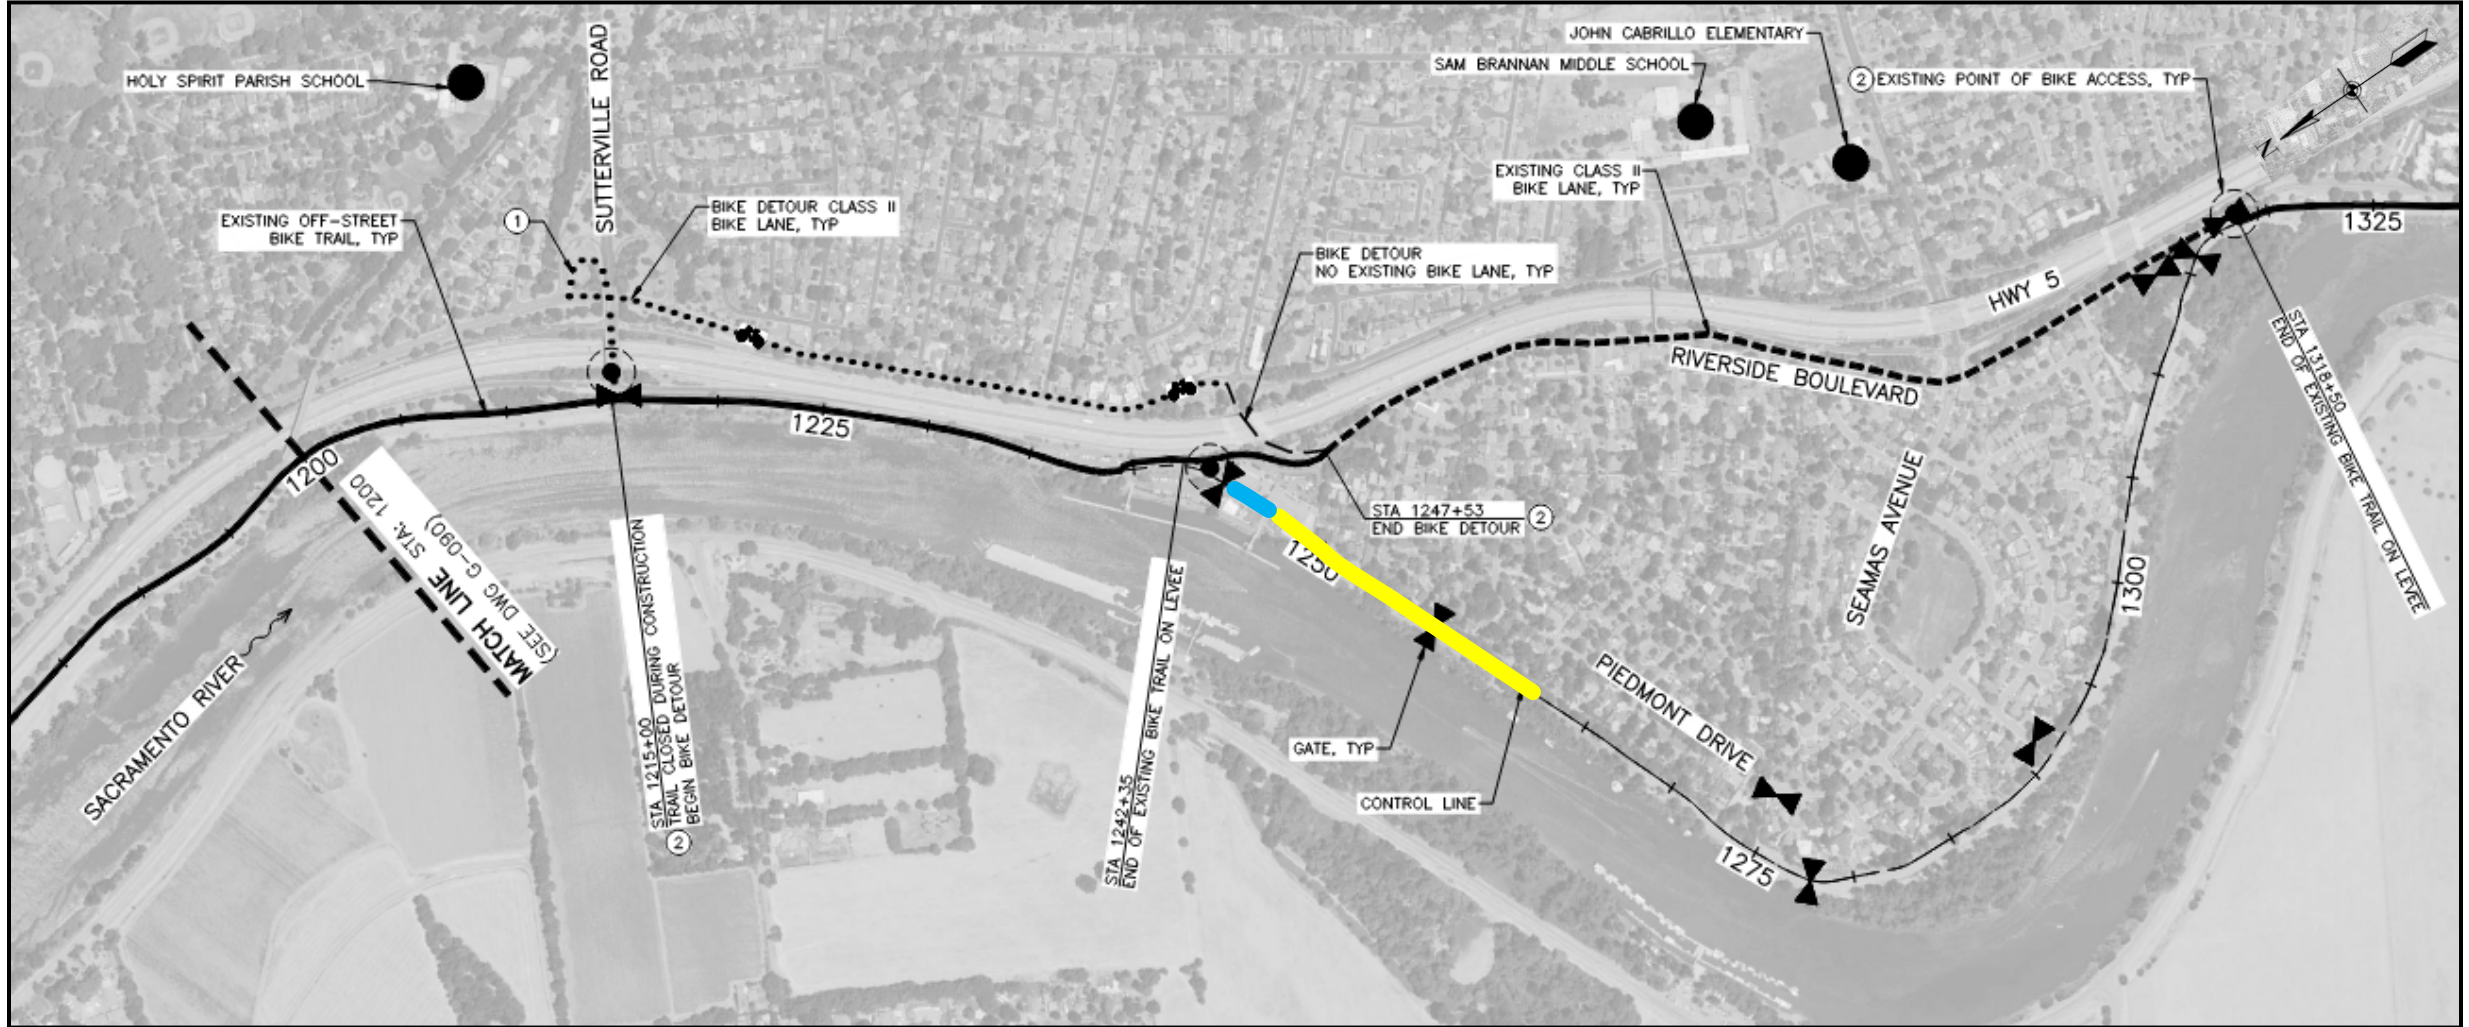 JOHN CABRILLO ELEMENTARY
SAM BRANNAN MIDDLE SCHOOL
HOLY SPIRIT PARISH SCHOOL
SUTTERVILLE ROAD
2 EXISTING POINT OF BIKE ACCESS, TYP
N
EXISTING CLASS II
BIKE LANE, TYP
BIKE DETOUR CLASS II
BIKE LANE, TYP
1
EXISTING OFF-STREET
BIKE TRAIL, TYP
1325
BIKE DETOUR
NO EXISTING BIKE LANE, TYP
HWY 5
RIVERSIDE BOULEVARD
STA 1318+50
END OF EXISTING BIKE TRAIL ON LEVEE
1225
1200
MATCH LINE STA: 1200
(SEE DWG G-090)
SEAMAS AVENUE
STA 1247+53
END BIKE DETOUR
2
1250
1300
STA 1215+00
TRAIL CLOSED DURING CONSTRUCTION
BEGIN BIKE DETOUR
2
STA 1242+35
END OF EXISTING BIKE TRAIL ON LEVEE
SACRAMENTO RIVER
PIEDMONT DRIVE
GATE, TYP
CONTROL LINE
1275